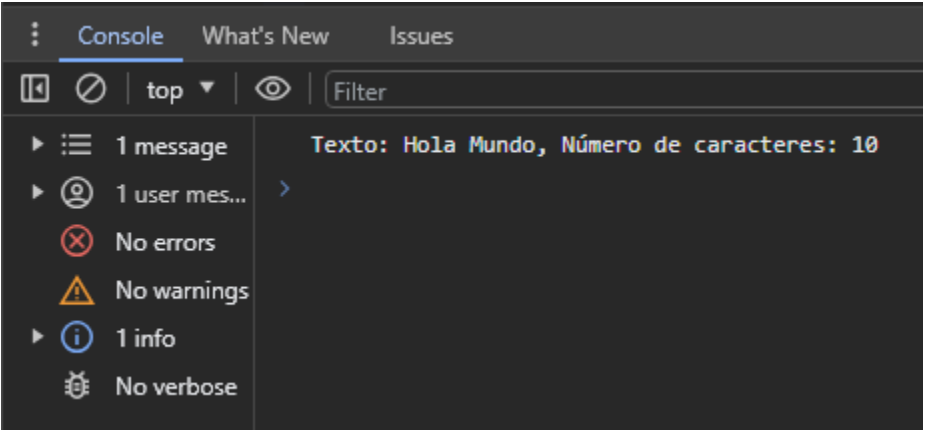 Console What's New Issues
top Filter
1 message
Texto: Hola Mundo, Número de caracteres: 10
1 user mes...
No errors
No warnings
1 info
No verbose